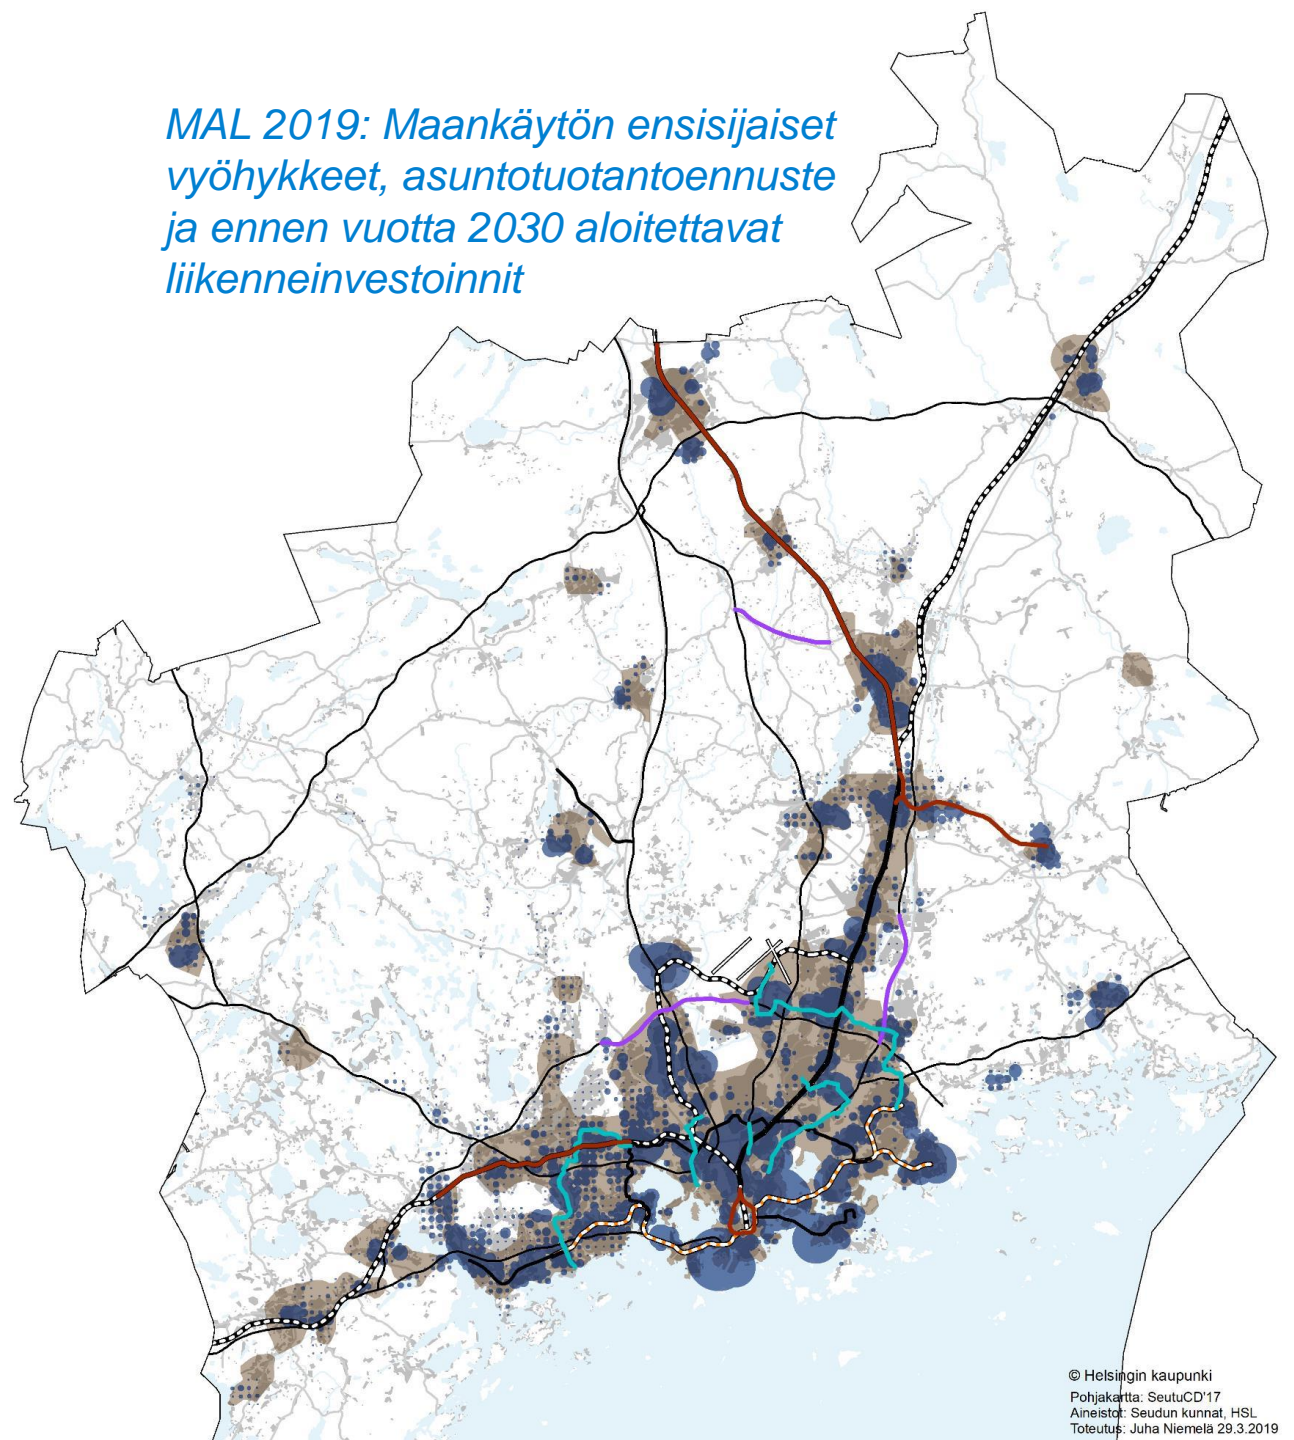 MAL 2019: Maankäytön ensisijaiset
vyöhykkeet, asuntotuotantoennuste
ja ennen vuotta 2030 aloitettavat
liikenneinvestoinnit
© Helsingin kaupunki
Pohjakartta: SeutuCD'17
Aineistot: Seudun kunnat, HSL
Toteutus: Juha Niemelä 29.3.2019